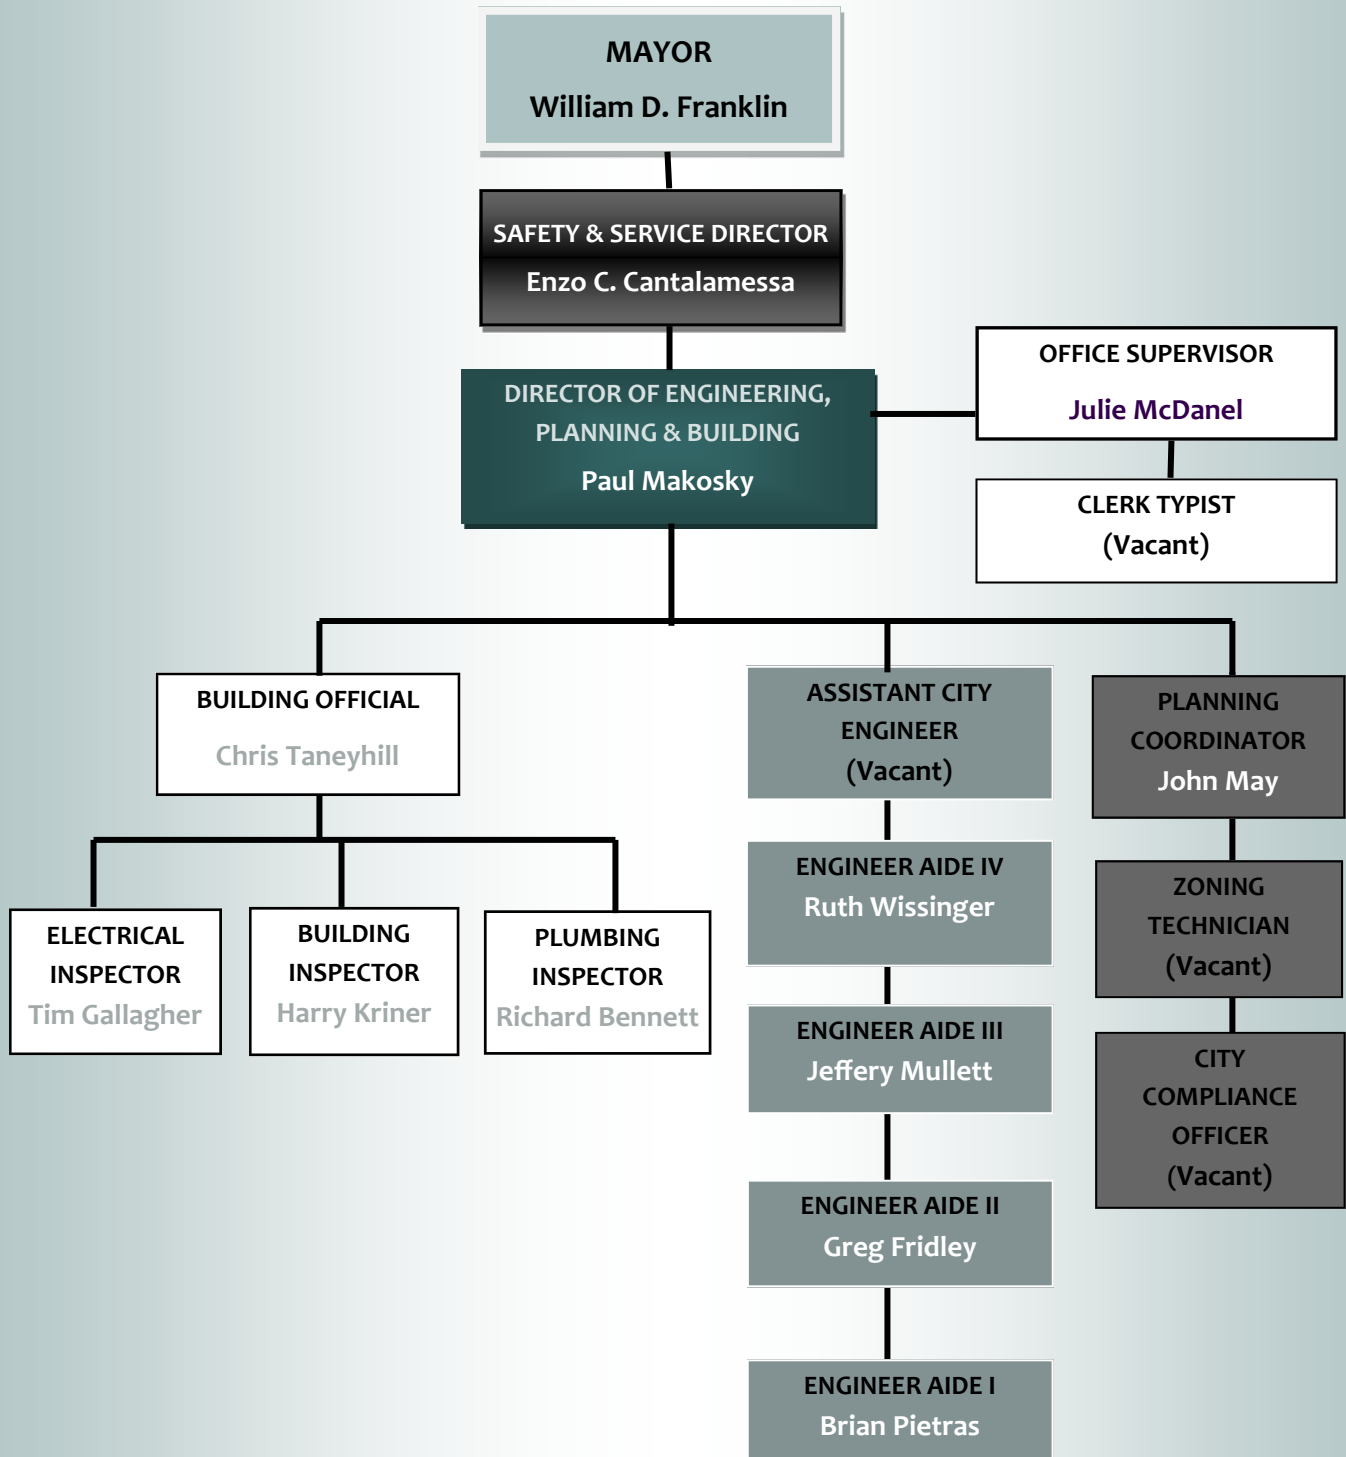 MAYOR
William D. Franklin
SAFETY & SERVICE DIRECTOR
Enzo C. Cantalamessa
DIRECTOR OF ENGINEERING,
PLANNING & BUILDING
Paul Makosky
OFFICE SUPERVISOR
Julie McDanel
CLERK TYPIST
(Vacant)
BUILDING OFFICIAL
Chris Taneyhill
ELECTRICAL
INSPECTOR
Tim Gallagher
BUILDING
INSPECTOR
Harry Kriner
PLUMBING
INSPECTOR
Richard Bennett
ASSISTANT CITY
ENGINEER
(Vacant)
ENGINEER AIDE IV
Ruth Wissinger
ENGINEER AIDE III
Jeffery Mullett
ENGINEER AIDE II
Greg Fridley
ENGINEER AIDE I
Brian Pietras
PLANNING
COORDINATOR
John May
ZONING
TECHNICIAN
(Vacant)
CITY
COMPLIANCE
OFFICER
(Vacant)